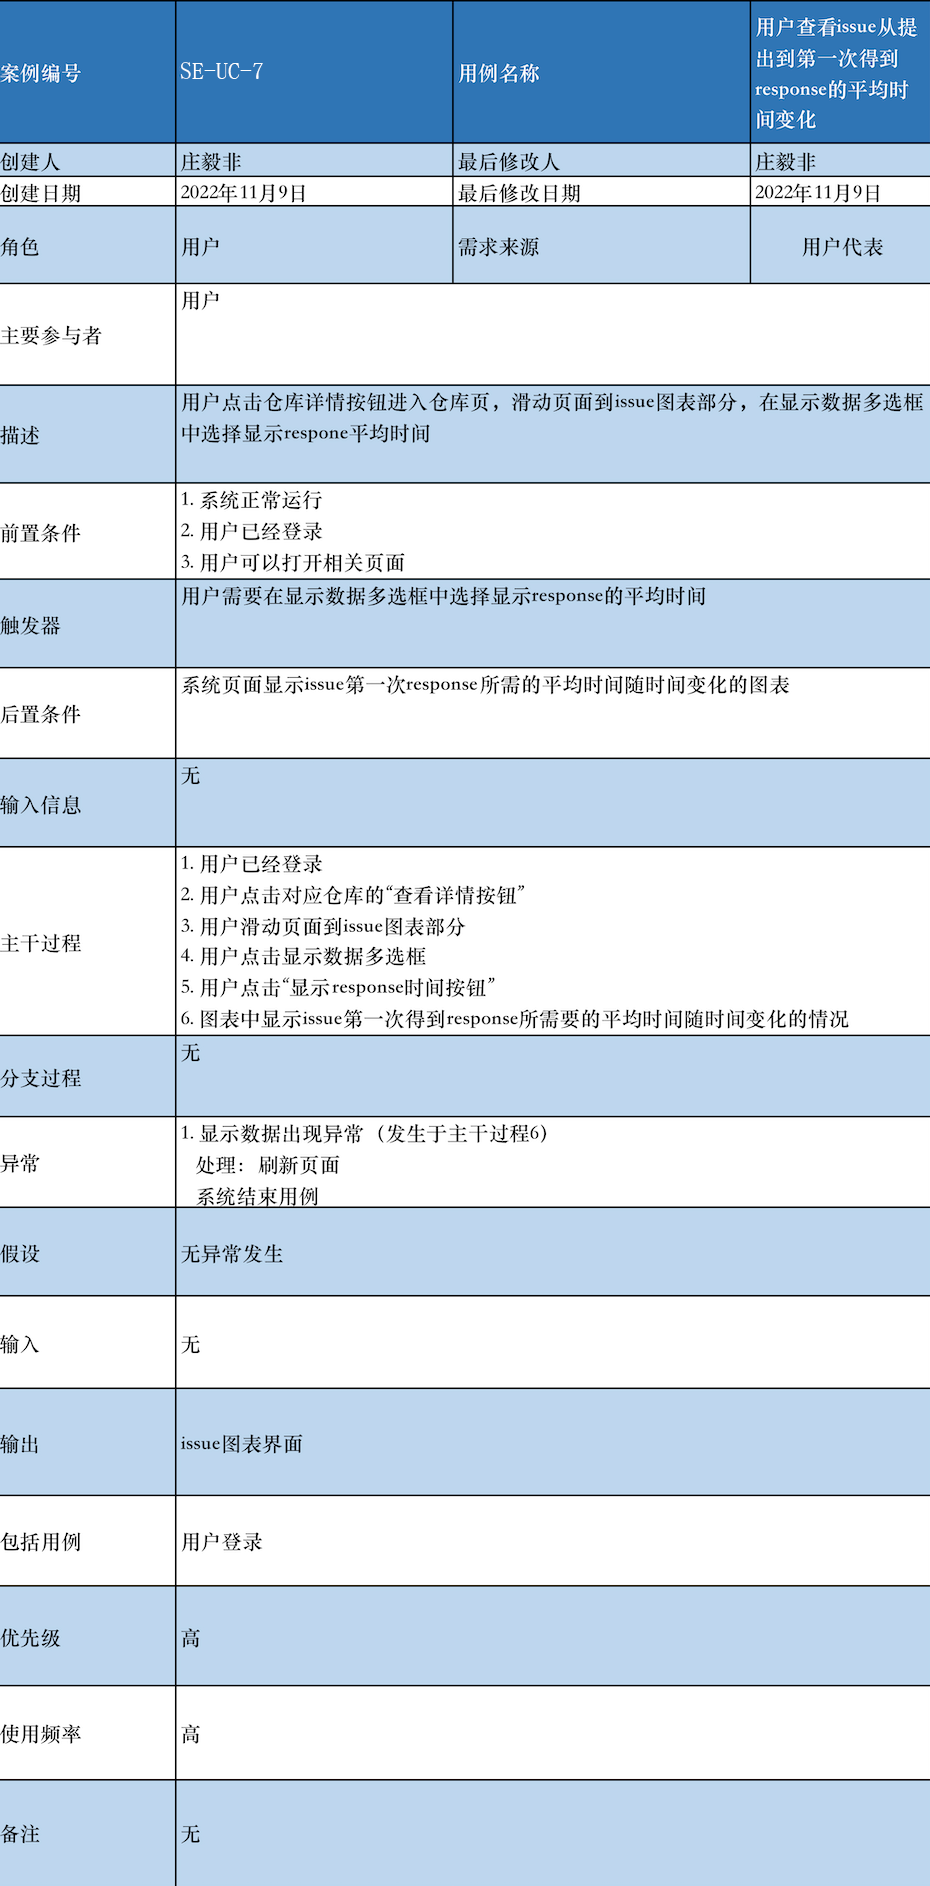 案例编号
SE-UC-7
用例名称
用户查看issue从提
出到第一次得到
response的平均时
间变化
创建人
庄毅非
最后修改人
庄毅非
创建日期
2022年11月9日
最后修改日期
2022年11月9日
角色
用户
需求来源
用户代表
主要参与者
用户
描述
用户点击仓库详情按钮进入仓库页，滑动页面到issue图表部分，在显示数据多选框
中选择显示respone平均时间
前置条件
1. 系统正常运行
2. 用户已经登录
3. 用户可以打开相关页面
触发器
用户需要在显示数据多选框中选择显示response的平均时间
后置条件
系统页面显示issue第一次response所需的平均时间随时间变化的图表
输入信息
无
主干过程
1. 用户已经登录
2. 用户点击对应仓库的“查看详情按钮”
3. 用户滑动页面到issue图表部分
4. 用户点击显示数据多选框
5. 用户点击“显示response时间按钮”
6. 图表中显示issue第一次得到response所需要的平均时间随时间变化的情况
分支过程
无
异常
1. 显示数据出现异常（发生于主干过程6）
处理：刷新页面
系统结束用例
假设
无异常发生
输入
无
输出
issue图表界面
包括用例
用户登录
优先级
高
使用频率
高
备注
无